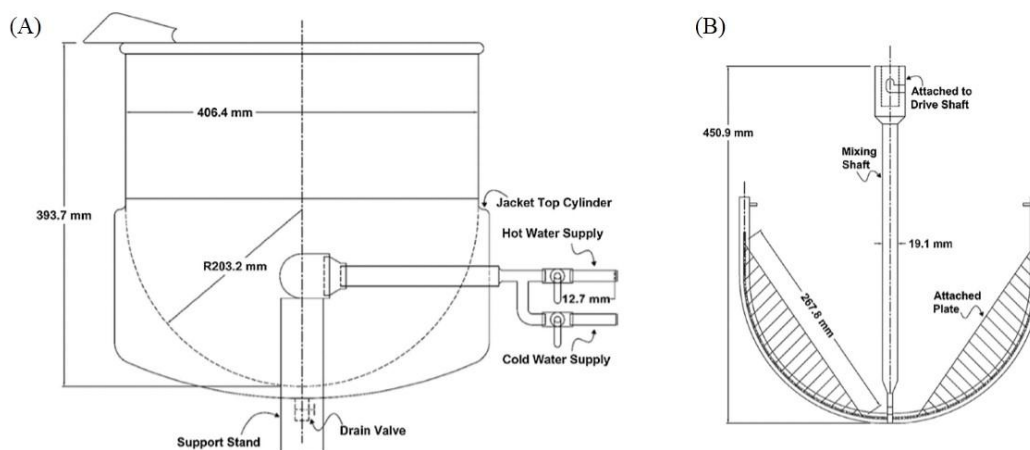 (A)
406.4 mm
393.7 mm
R203.2 mm
Jacket Top Cylinder
Hot Water Supply
12.7 mm
Cold Water Supply
Drain Valve
Support Stand
(B)
Attached to
Drive Shaft
450.9 mm
Mixing
Shaft
19.1 mm
267.8 mm
Attached
Plate